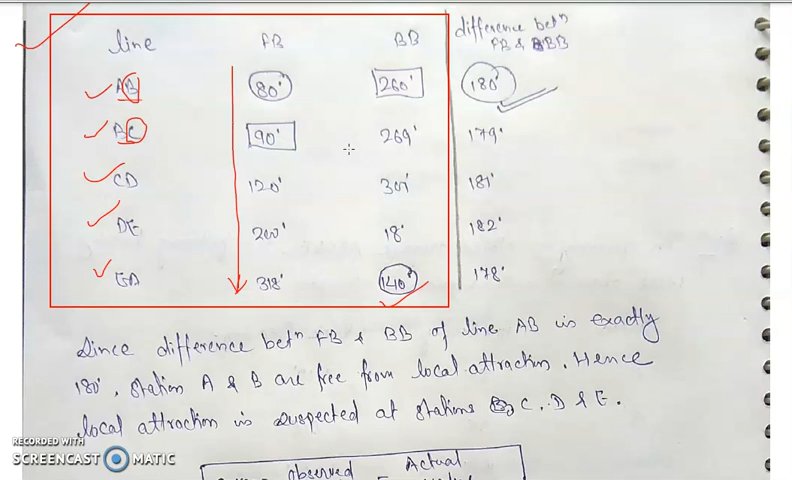 line FB BB difference betn FB & BB
AB 80' 260' 180'
BC 90' 269' 179'
CD 120' 301' 181'
DE 200' 18' 182'
EA 318' 140' 178'
Since difference betn FB & BB of line AB is exactly
180', station A & B are free from local attraction. Hence
local attraction is suspected at stations C, D & E.
RECORDED WITH
SCREENCAST MATIC
observed Actual